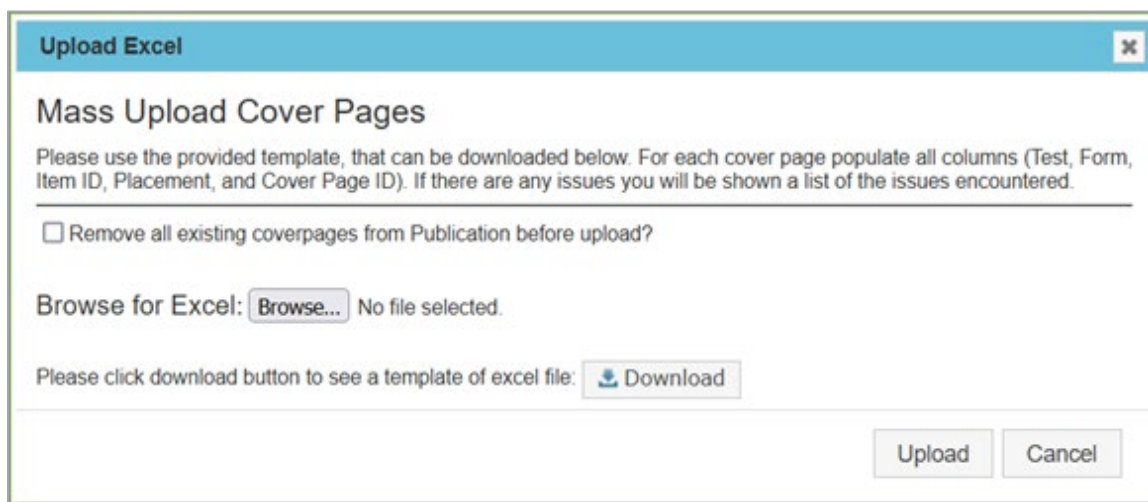 Upload Excel
Mass Upload Cover Pages
Please use the provided template, that can be downloaded below. For each cover page populate all columns (Test, Form,
Item ID, Placement, and Cover Page ID). If there are any issues you will be shown a list of the issues encountered.
Remove all existing coverpages from Publication before upload?
Browse for Excel: Browse... No file selected.
Please click download button to see a template of excel file: Download
Upload Cancel